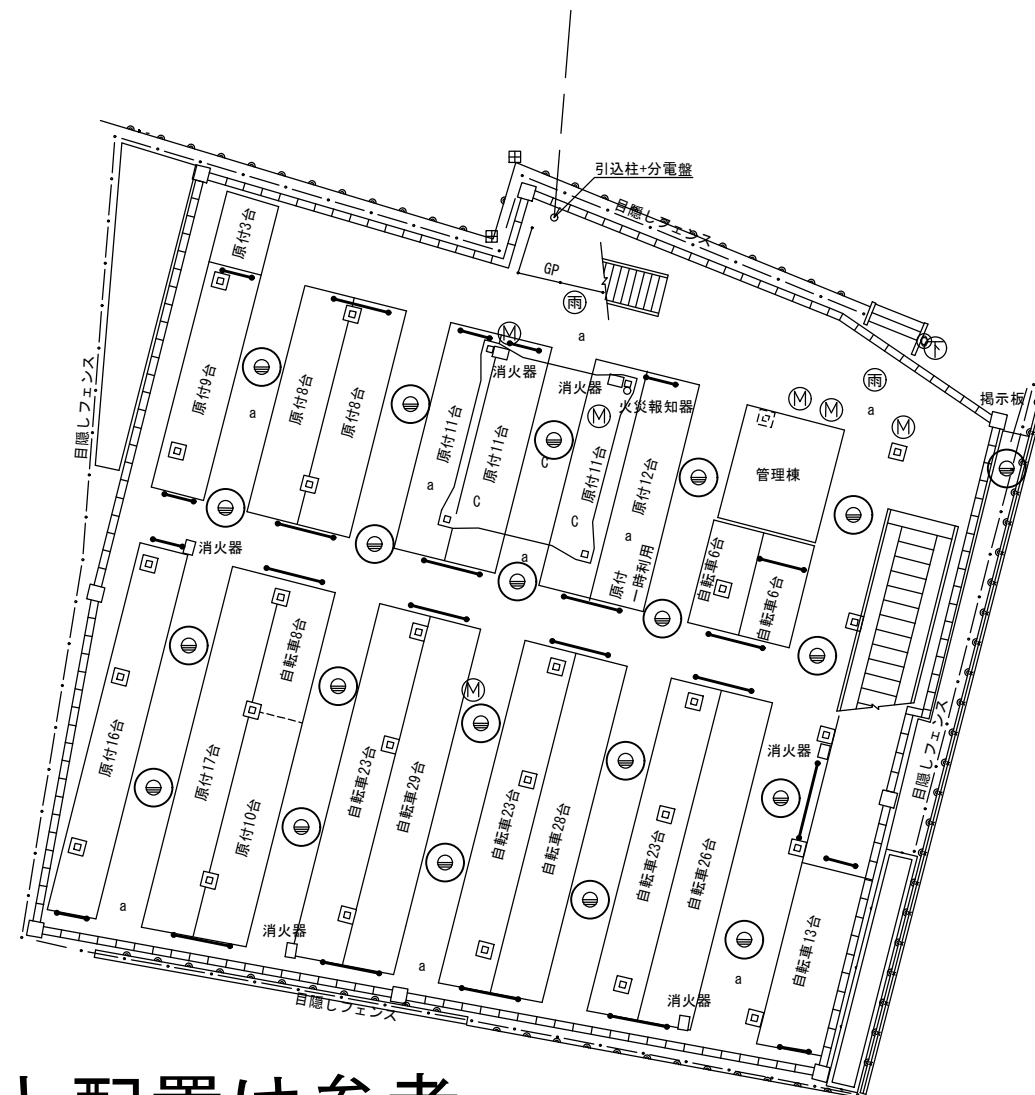 引込柱+分電盤
目隠しフェンス
原付3台
GP
雨
a
M
消火器
消火器
火災報知器
下
雨
a
掲示板
目隠しフェンス
原付9台
a
原付8台
原付8台
原付11台
a
原付11台
C
C
M
原付11台
C
原付12台
a
a
原付
一時利用
M
M
M
管理棟
自転車6台
自転車6台
消火器
原付16台
自転車8台
原付17台
原付10台
M
自転車23台
自転車29台
自転車23台
自転車28台
自転車23台
自転車26台
消火器
目隠しフェンス
自転車13台
a
消火器
a
a
消火器
目隠しフェンス
配置は参考